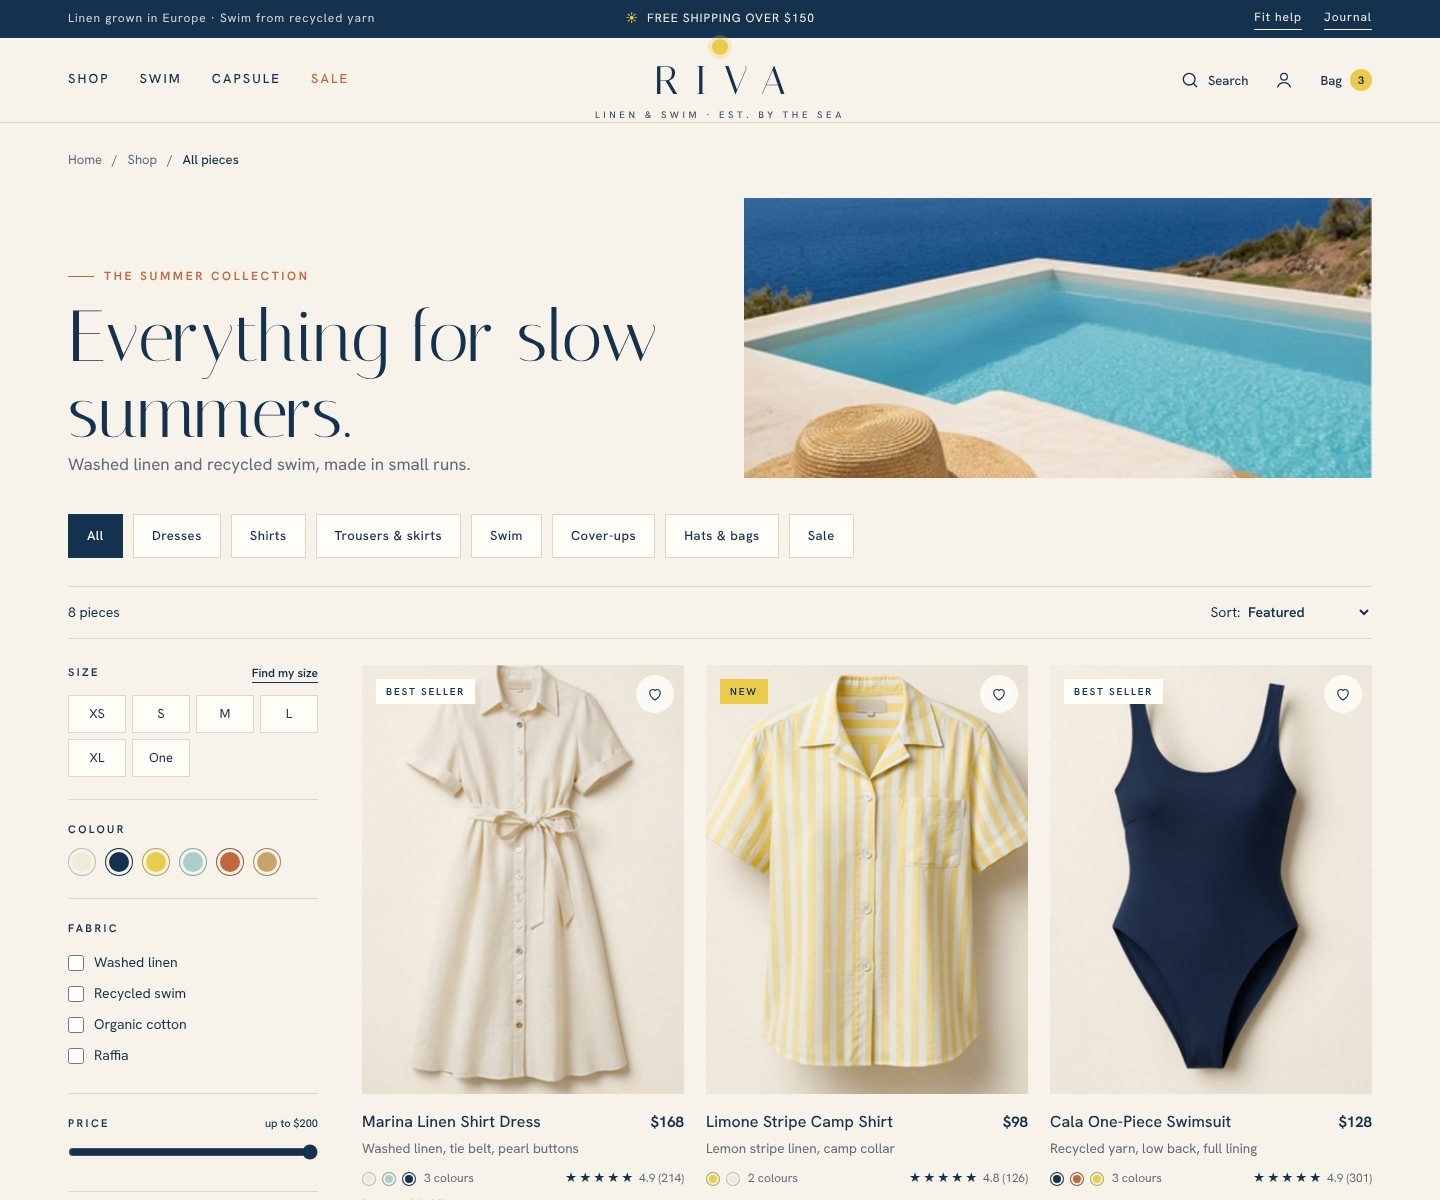 Linen grown in Europe · Swim from recycled yarn
☀ FREE SHIPPING OVER $150
Fit help
Journal
SHOP
SWIM
CAPSULE
SALE
RIVA
LINEN & SWIM · EST. BY THE SEA
Search
Bag 3
Home / Shop / All pieces
THE SUMMER COLLECTION
Everything for slow
summers.
Washed linen and recycled swim, made in small runs.
All
Dresses
Shirts
Trousers & skirts
Swim
Cover-ups
Hats & bags
Sale
8 pieces
Sort: Featured
SIZE
Find my size
XS
S
M
L
XL
One
COLOUR
FABRIC
Washed linen
Recycled swim
Organic cotton
Raffia
PRICE
up to $200
BEST SELLER
Marina Linen Shirt Dress
$168
Washed linen, tie belt, pearl buttons
3 colours
★★★★★ 4.9 (214)
NEW
Limone Stripe Camp Shirt
$98
Lemon stripe linen, camp collar
2 colours
★★★★★ 4.8 (126)
BEST SELLER
Cala One-Piece Swimsuit
$128
Recycled yarn, low back, full lining
3 colours
★★★★★ 4.9 (301)